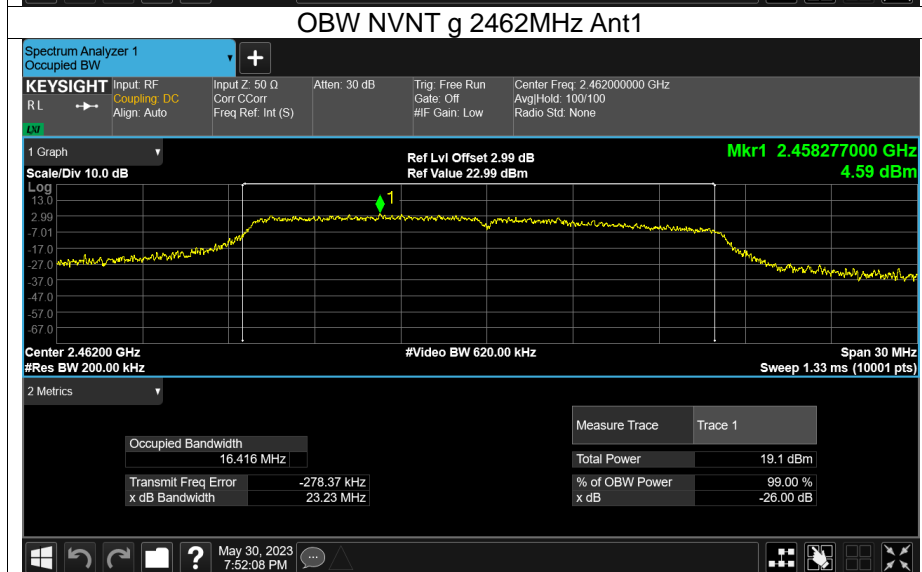 OBW NVNT g 2462MHz Ant1
Spectrum Analyzer 1
Occupied BW
+
KEYSIGHT Input: RF Input Z: 50 Ω Atten: 30 dB Trig: Free Run Center Freq: 2.462000000 GHz
RL Coupling: DC Corr CCorr Gate: Off Avg|Hold: 100/100
Align: Auto Freq Ref: Int (S) #IF Gain: Low Radio Std: None
LXI
1 Graph Ref Lvl Offset 2.99 dB Mkr1 2.458277000 GHz
Scale/Div 10.0 dB Ref Value 22.99 dBm 4.59 dBm
Log
13.0
1
2.99
-7.01
-17.0
-27.0
-37.0
-47.0
-57.0
-67.0
Center 2.46200 GHz #Video BW 620.00 kHz Span 30 MHz
#Res BW 200.00 kHz Sweep 1.33 ms (10001 pts)
2 Metrics
Measure Trace Trace 1
Occupied Bandwidth
16.416 MHz Total Power 19.1 dBm
Transmit Freq Error -278.37 kHz % of OBW Power 99.00 %
x dB Bandwidth 23.23 MHz x dB -26.00 dB
? May 30, 2023
7:52:08 PM